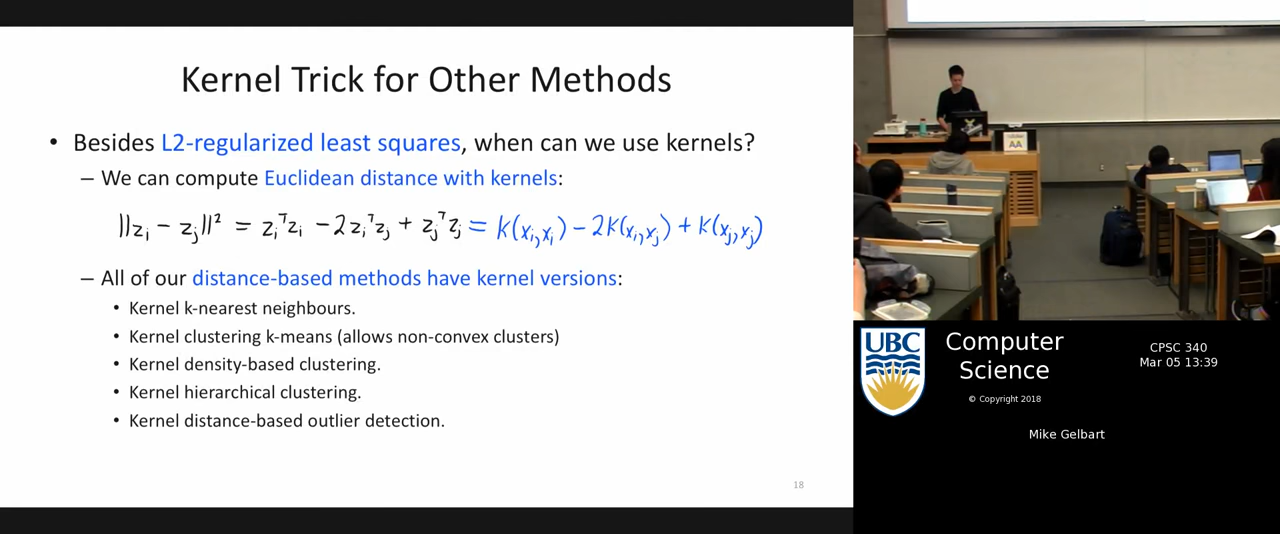 Kernel Trick for Other Methods
• Besides L2-regularized least squares, when can we use kernels?
– We can compute Euclidean distance with kernels:
||zᵢ − zⱼ||² = zᵢᵀzᵢ − 2zᵢᵀzⱼ + zⱼᵀzⱼ = k(xᵢ,xᵢ) − 2k(xᵢ,xⱼ) + k(xⱼ,xⱼ)
– All of our distance-based methods have kernel versions:
• Kernel k-nearest neighbours.
• Kernel clustering k-means (allows non-convex clusters)
• Kernel density-based clustering.
• Kernel hierarchical clustering.
• Kernel distance-based outlier detection.
18
AA
UBC
Computer
Science
© Copyright 2018
CPSC 340
Mar 05 13:39
Mike Gelbart